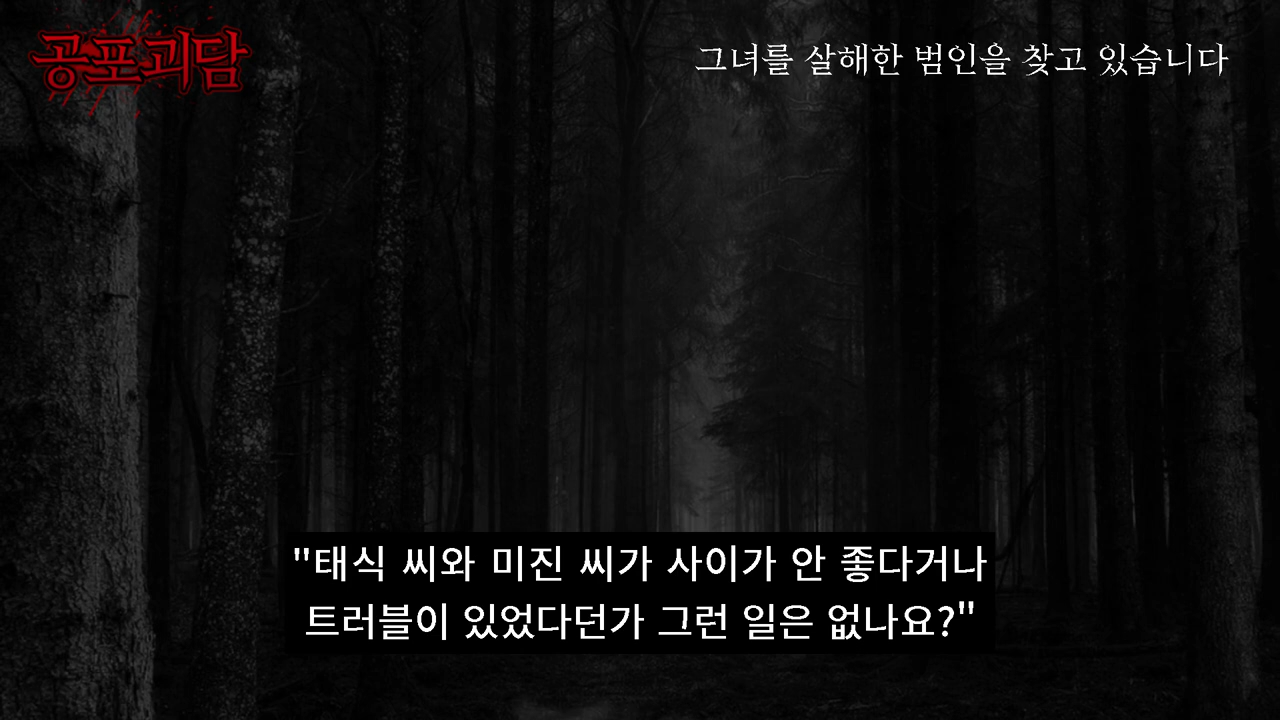 공포괴담
그녀를 살해한 범인을 찾고 있습니다
"태식 씨와 미진 씨가 사이가 안 좋다거나
트러블이 있었다던가 그런 일은 없나요?"